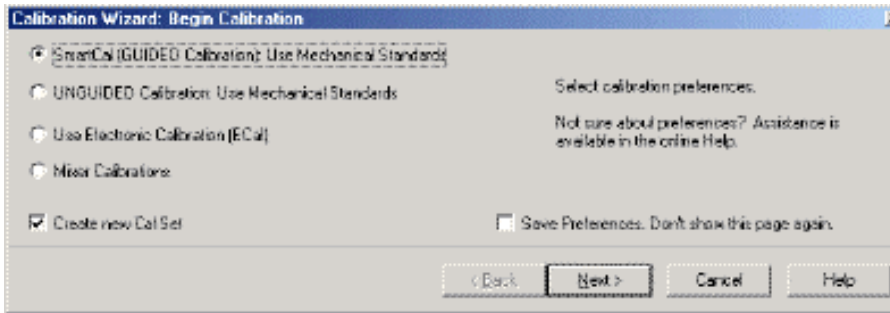 Calibration Wizard: Begin Calibration
SmartCal (GUIDED Calibration): Use Mechanical Standards
UNGUIDED Calibration: Use Mechanical Standards
Select calibration preferences.
Not sure about preferences? Assistance is
available in the online Help.
Use Electronic Calibration (ECal)
Mixer Calibrations
Create new Cal Set
Save Preferences. Don't show this page again.
< Back
Next >
Cancel
Help